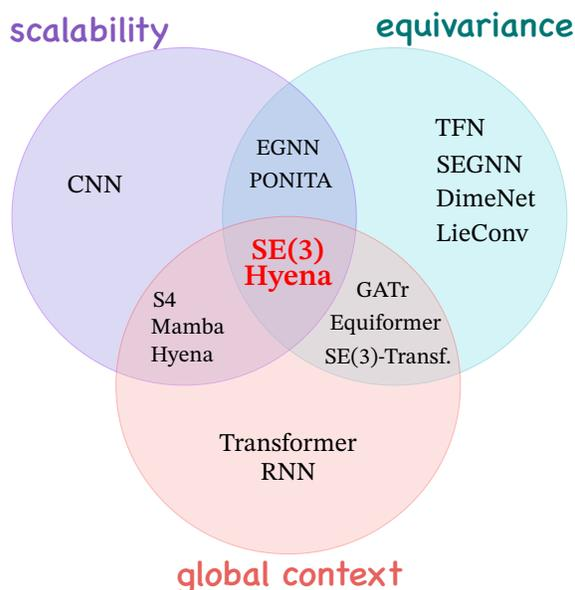 scalability
equivariance
CNN
EGNN
PONITA
TFN
SEGNN
DimeNet
LieConv
SE(3)
Hyena
S4
Mamba
Hyena
GATr
Equiformer
SE(3)-Transf.
Transformer
RNN
global context